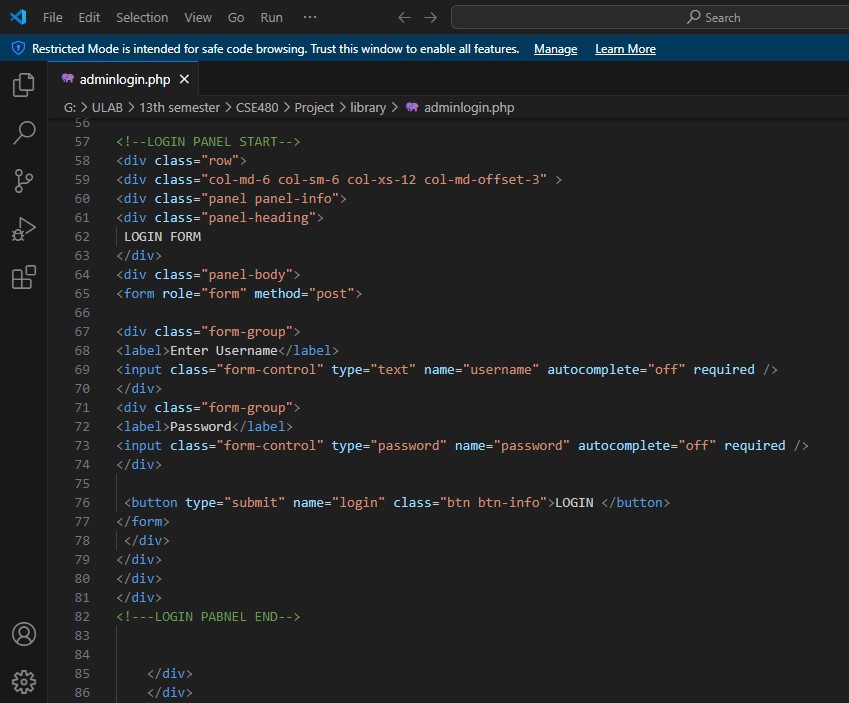 File Edit Selection View Go Run ··· ← → Search
Restricted Mode is intended for safe code browsing. Trust this window to enable all features. Manage Learn More
adminlogin.php ×
G: > ULAB > 13th semester > CSE480 > Project > library > adminlogin.php
56
57 <!--LOGIN PANEL START-->
58 <div class="row">
59 <div class="col-md-6 col-sm-6 col-xs-12 col-md-offset-3" >
60 <div class="panel panel-info">
61 <div class="panel-heading">
62 LOGIN FORM
63 </div>
64 <div class="panel-body">
65 <form role="form" method="post">
66
67 <div class="form-group">
68 <label>Enter Username</label>
69 <input class="form-control" type="text" name="username" autocomplete="off" required />
70 </div>
71 <div class="form-group">
72 <label>Password</label>
73 <input class="form-control" type="password" name="password" autocomplete="off" required />
74 </div>
75
76 <button type="submit" name="login" class="btn btn-info">LOGIN </button>
77 </form>
78 </div>
79 </div>
80 </div>
81 </div>
82 <!---LOGIN PABNEL END-->
83
84
85 </div>
86 </div>